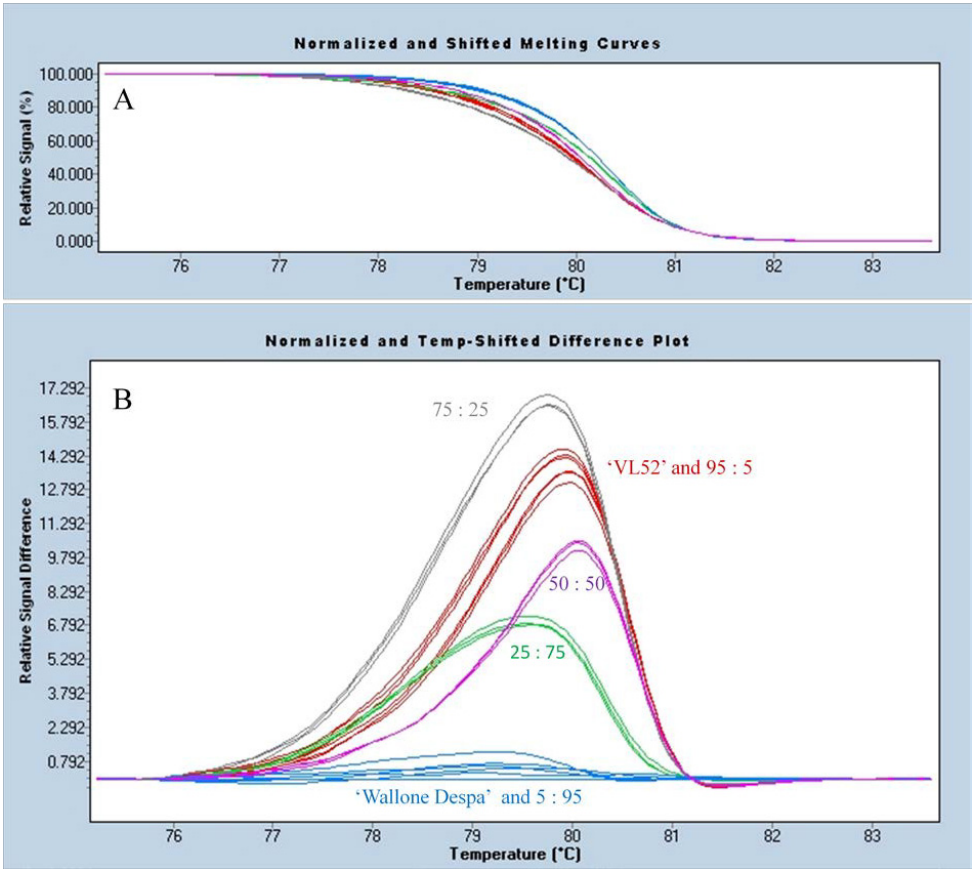 Normalized and Shifted Melting Curves
A
Relative Signal (%)
100.000
80.000
60.000
40.000
20.000
0.000
76 77 78 79 80 81 82 83
Temperature (°C)
Normalized and Temp-Shifted Difference Plot
B
Relative Signal Difference
17.292
15.792
14.292
12.792
11.292
9.792
8.292
6.792
5.292
3.792
2.292
0.792
75 : 25
‘VL52’ and 95 : 5
50 : 50
25 : 75
‘Wallone Despa’ and 5 : 95
76 77 78 79 80 81 82 83
Temperature (°C)